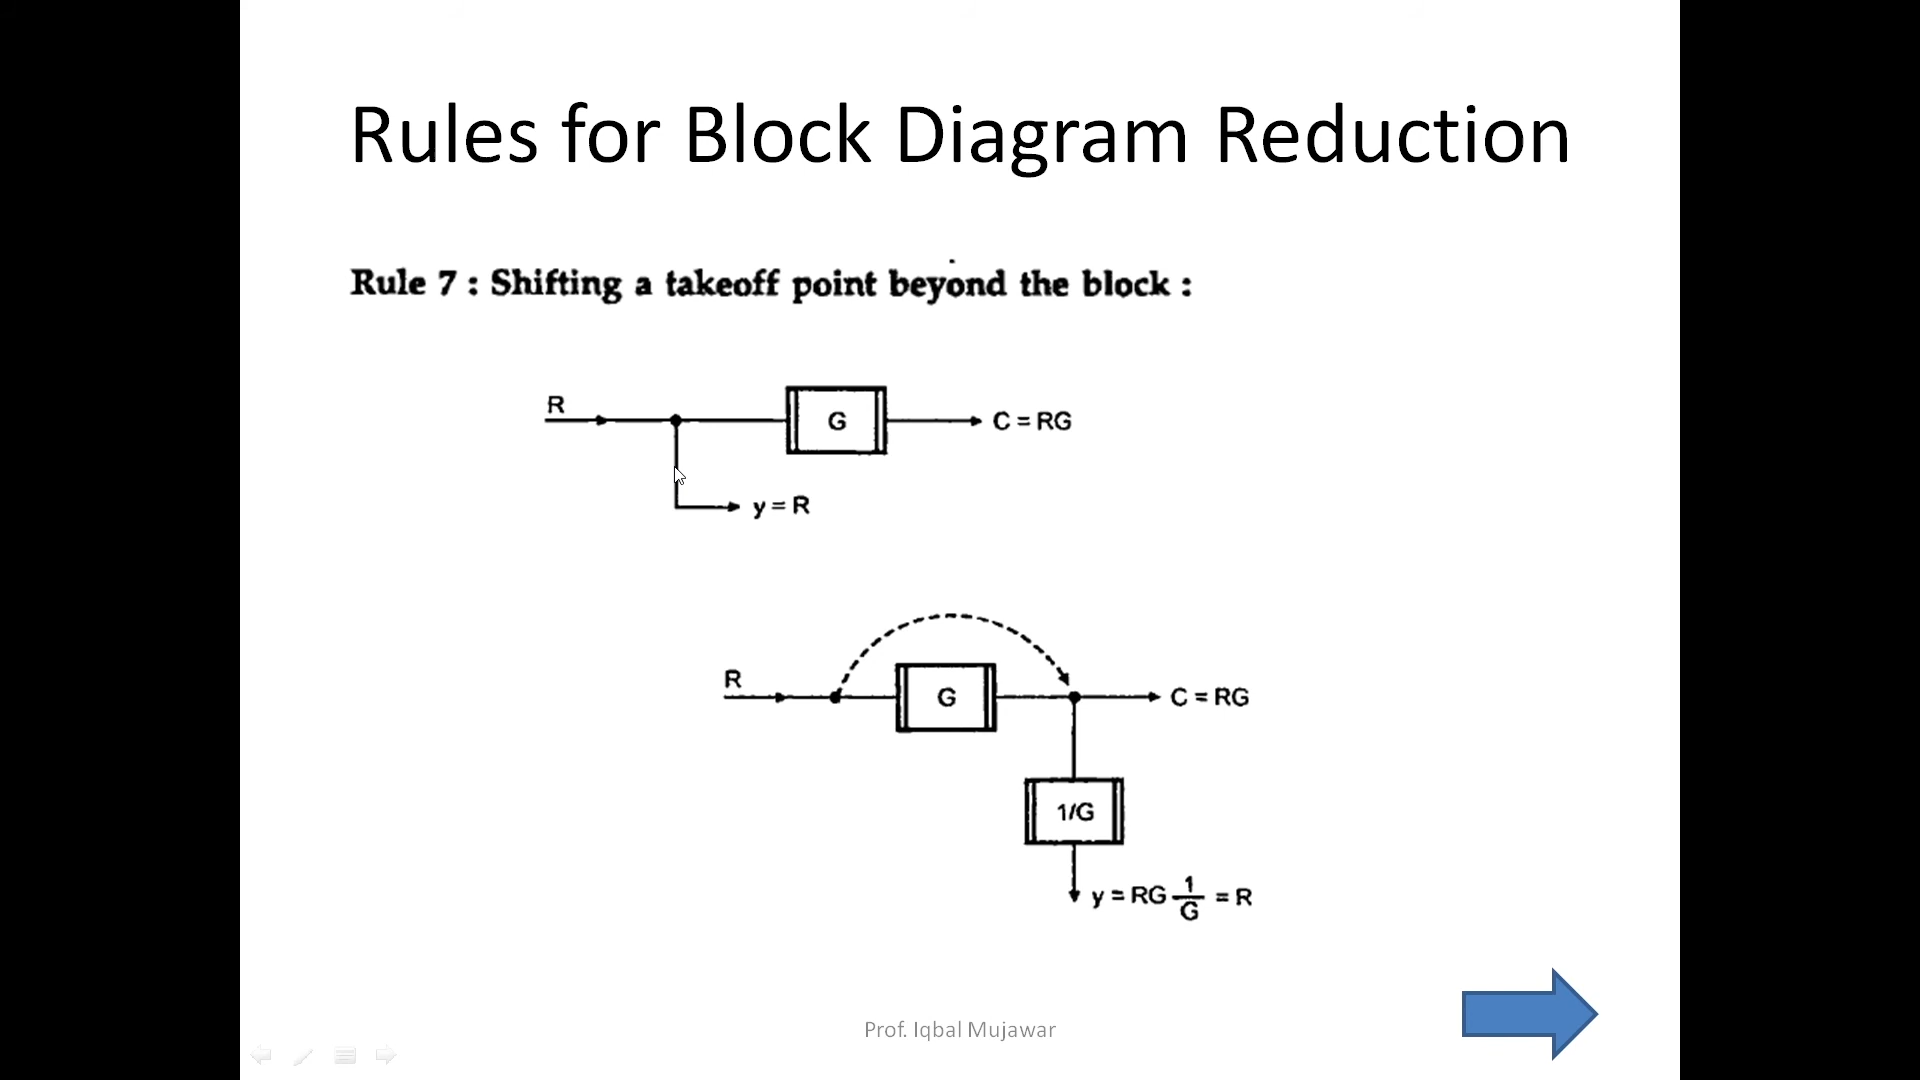 Rules for Block Diagram Reduction
Rule 7 : Shifting a takeoff point beyond the block :
R
G
C = RG
y = R
R
G
C = RG
1/G
y = RG 1/G = R
Prof. Iqbal Mujawar